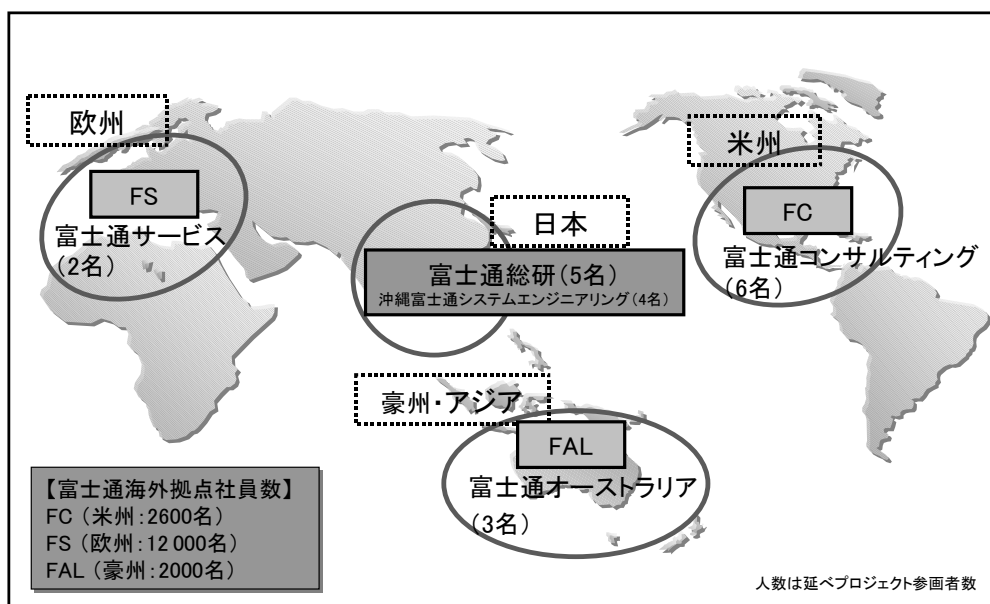 欧州
FS
富士通サービス
(2名)
米州
FC
富士通コンサルティング
(6名)
日本
富士通総研(5名)
沖縄富士通システムエンジニアリング(4名)
豪州・アジア
FAL
富士通オーストラリア
(3名)
【富士通海外拠点社員数】
FC (米州:2600名)
FS (欧州:12 000名)
FAL (豪州:2000名)
人数は延べプロジェクト参画者数